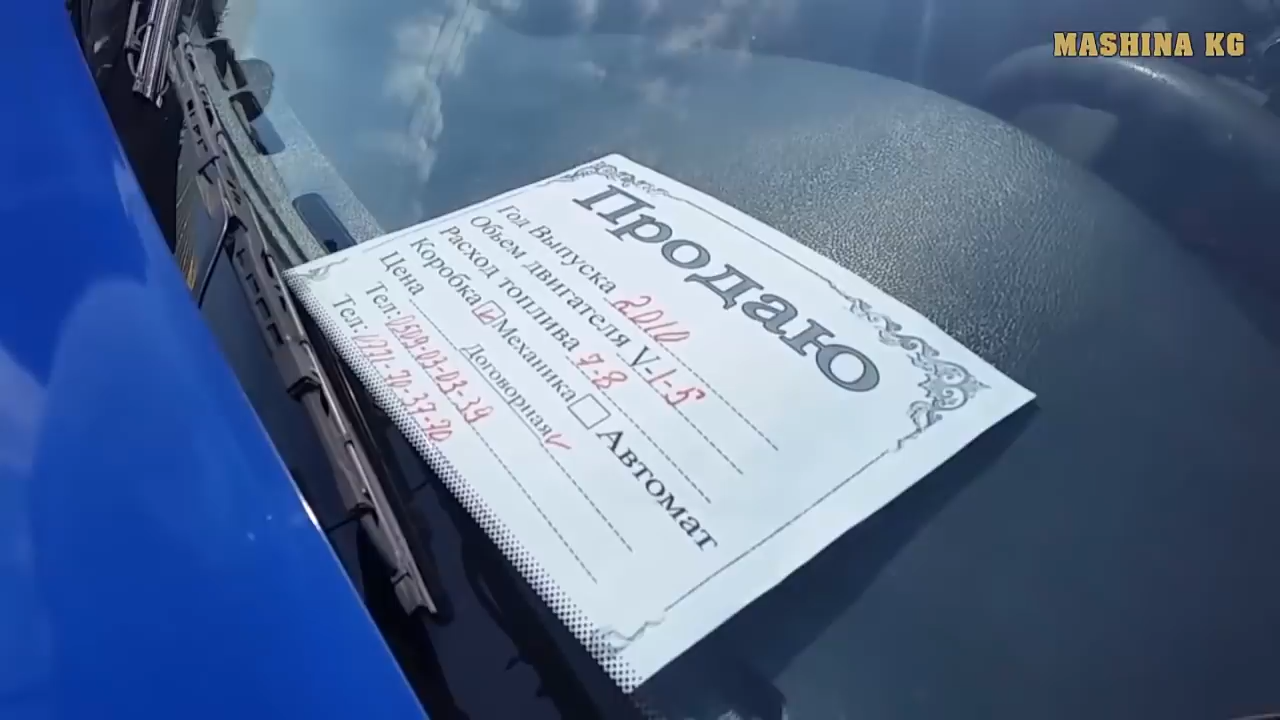 MASHINA KG
Продаю
Год Выпуска 2010
Обьем двигателя V-1-5
Расход топлива 7-8
Коробка Механика Автомат
Цена Договорная
Тел: 0509-03-03-39
Тел: 0771-70-37-70